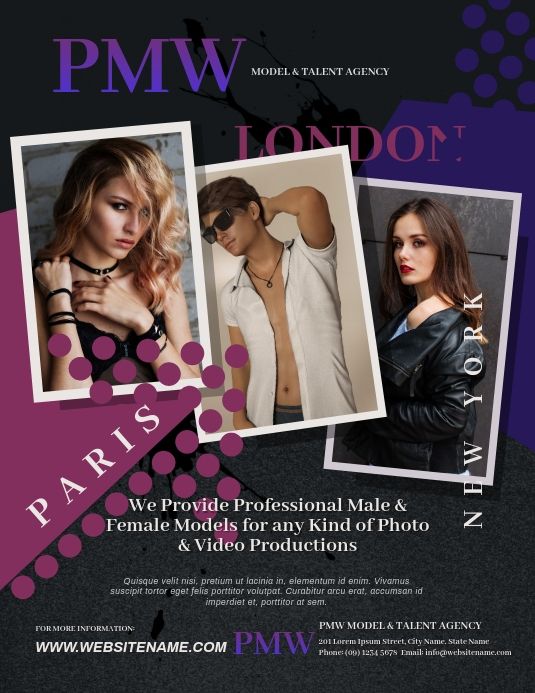 PMW
MODEL & TALENT AGENCY
LONDON
NEW YORK
PARIS
We Provide Professional Male &
Female Models for any Kind of Photo
& Video Productions
Quisque velit nisi, pretium ut lacinia in, elementum id enim. Vivamus
suscipit tortor eget felis porttitor volutpat. Curabitur arcu erat, accumsan id
imperdiet et, porttitor at sem.
FOR MORE INFORMATION:
WWW.WEBSITENAME.COM
PMW
MODEL & TALENT AGENCY
201 Lorem Ipsum Street, City Name. State Name
Phone: (09) 1234 5678 Email: info@websitename.com